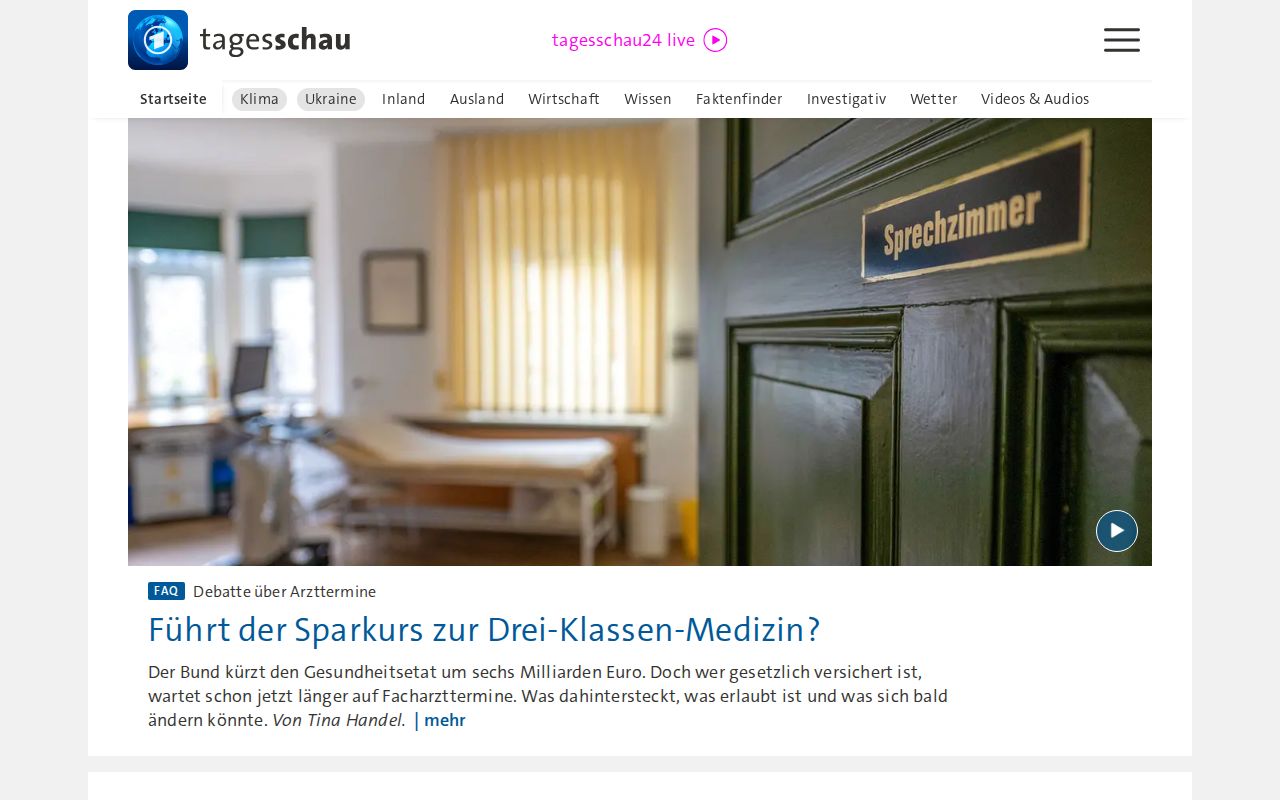 tagesschau
tagesschau24 live
Startseite Klima Ukraine Inland Ausland Wirtschaft Wissen Faktenfinder Investigativ Wetter Videos & Audios
Sprechzimmer
FAQ Debatte über Arzttermine
Führt der Sparkurs zur Drei-Klassen-Medizin?
Der Bund kürzt den Gesundheitsetat um sechs Milliarden Euro. Doch wer gesetzlich versichert ist,
wartet schon jetzt länger auf Facharzttermine. Was dahintersteckt, was erlaubt ist und was sich bald
ändern könnte. Von Tina Handel. | mehr